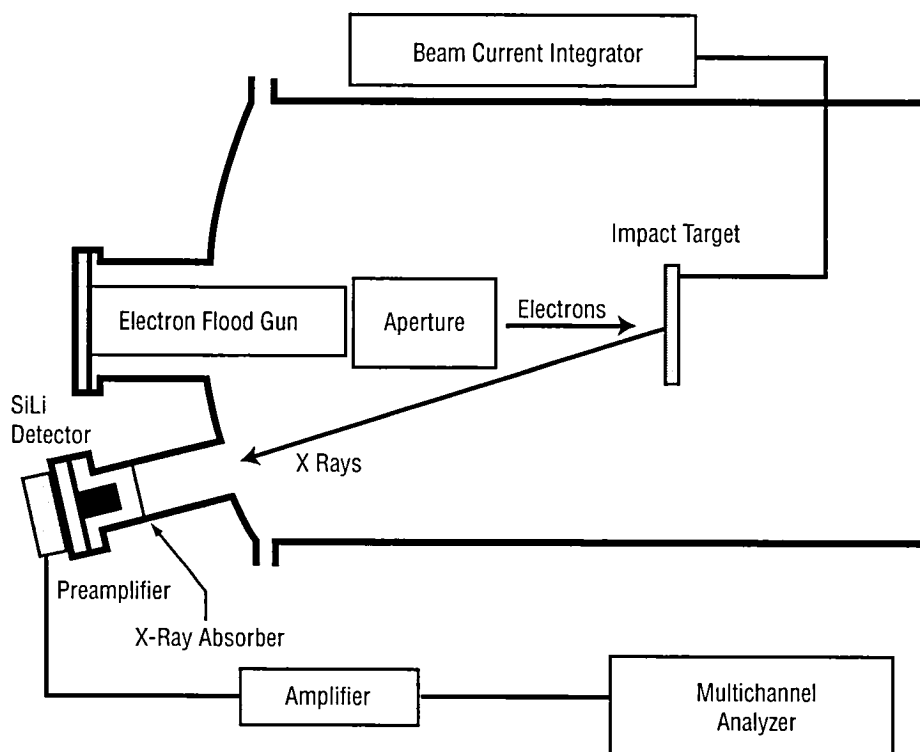 Beam Current Integrator
Impact Target
Electron Flood Gun
Aperture
Electrons
SiLi
Detector
X Rays
Preamplifier
X-Ray Absorber
Amplifier
Multichannel
Analyzer